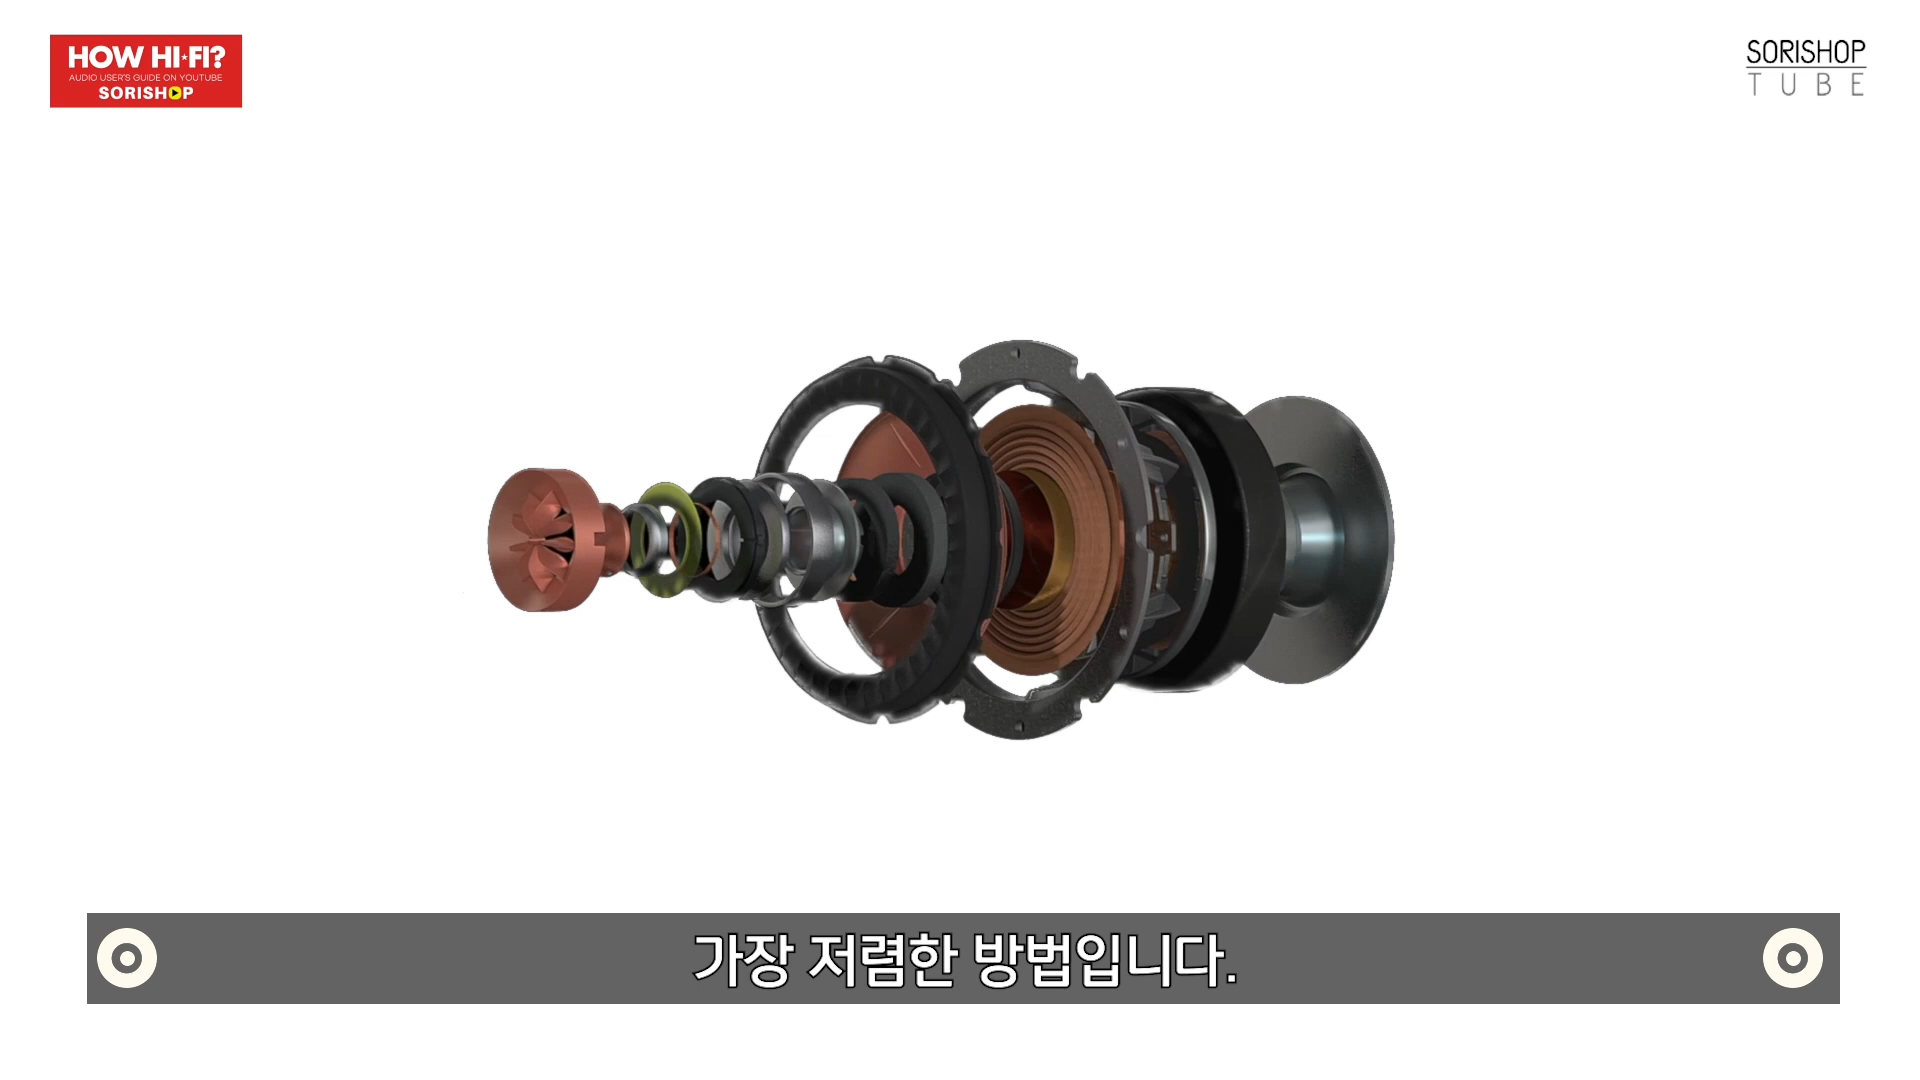 HOW HI★FI?
AUDIO USER'S GUIDE ON YOUTUBE
SORISHOP
SORISHOP
TUBE
가장 저렴한 방법입니다.